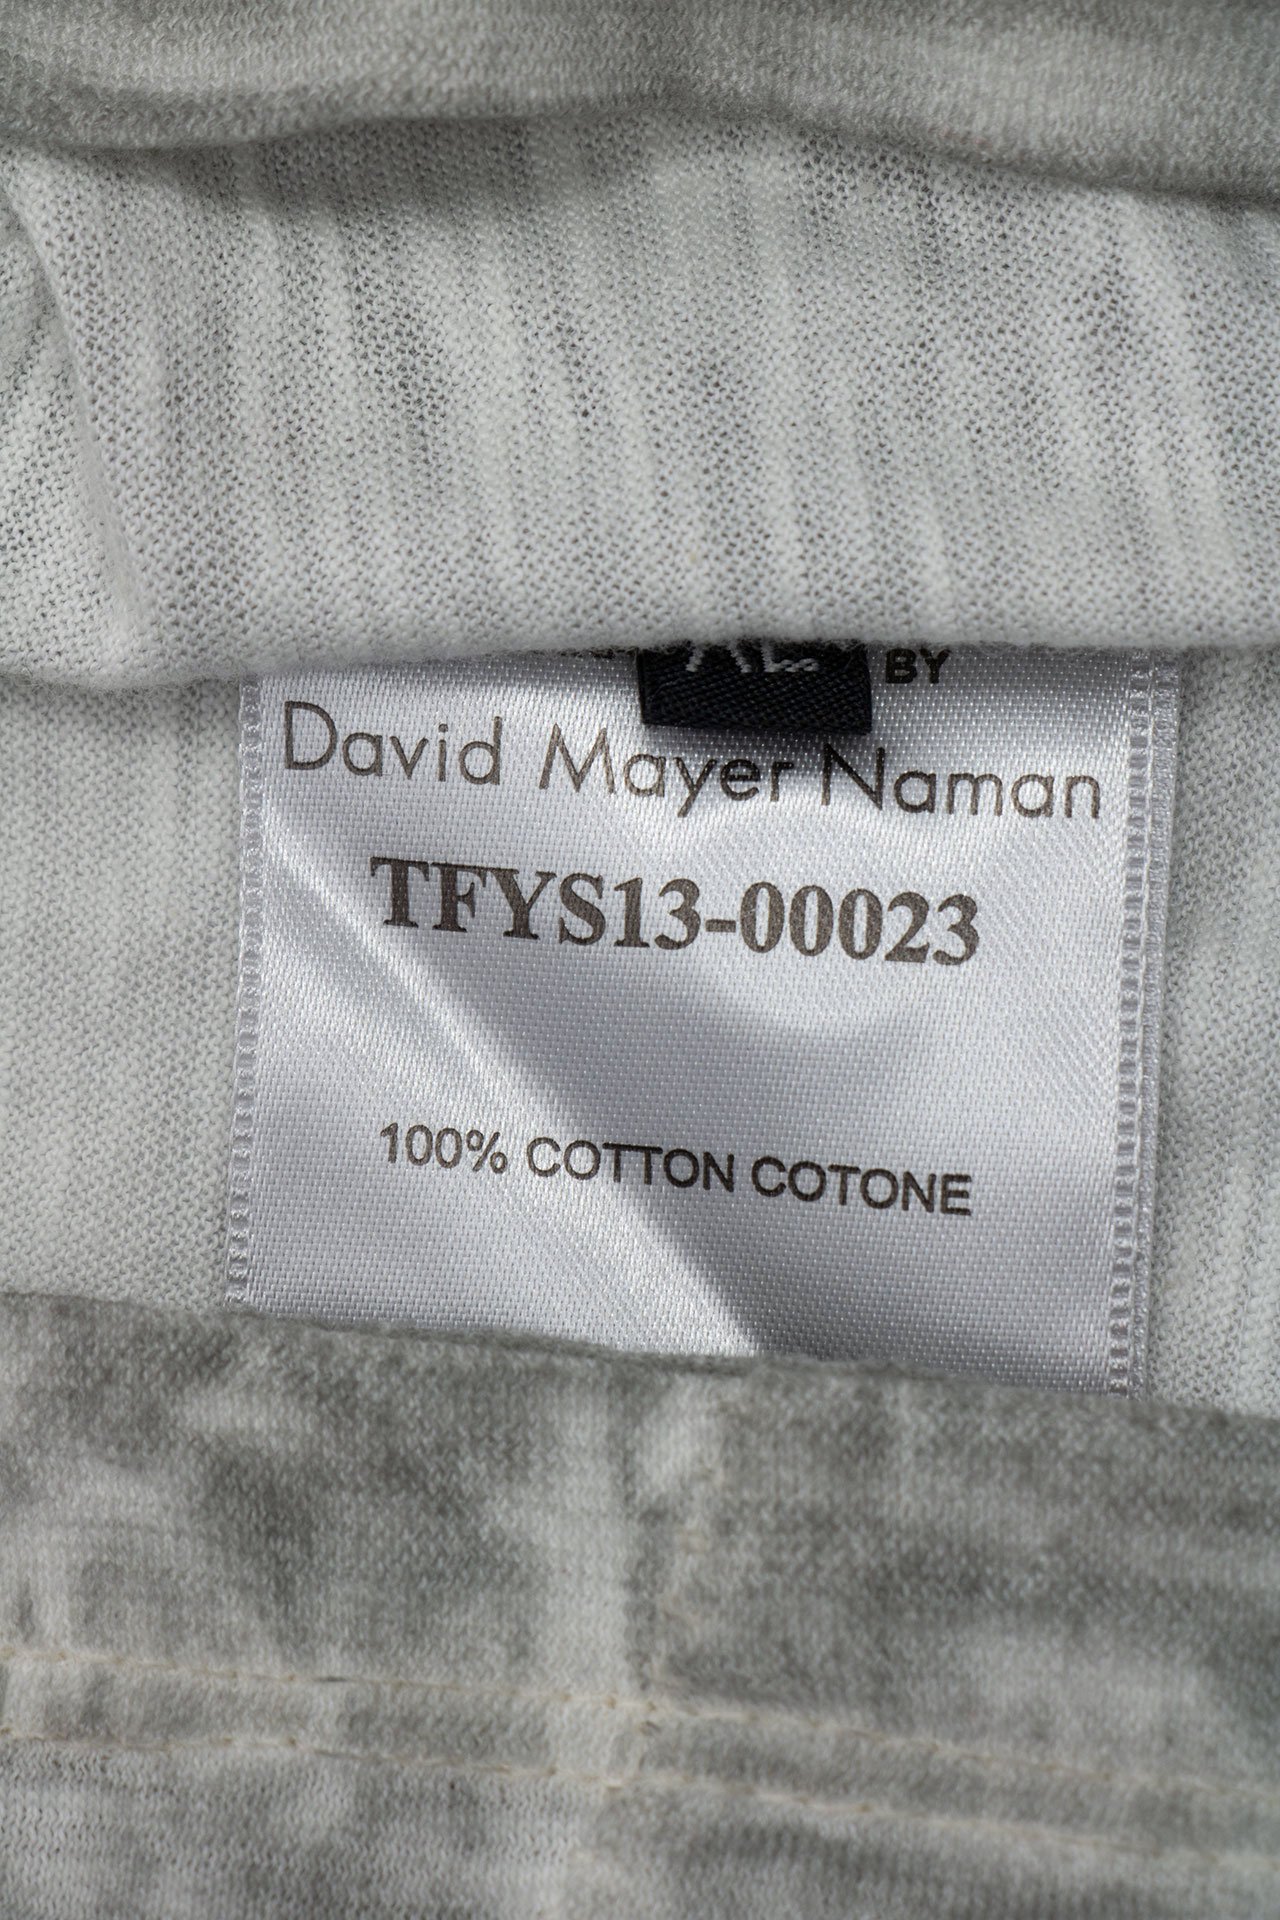 BY
David Mayer Naman
TFYS13-00023
100% COTTON COTONE